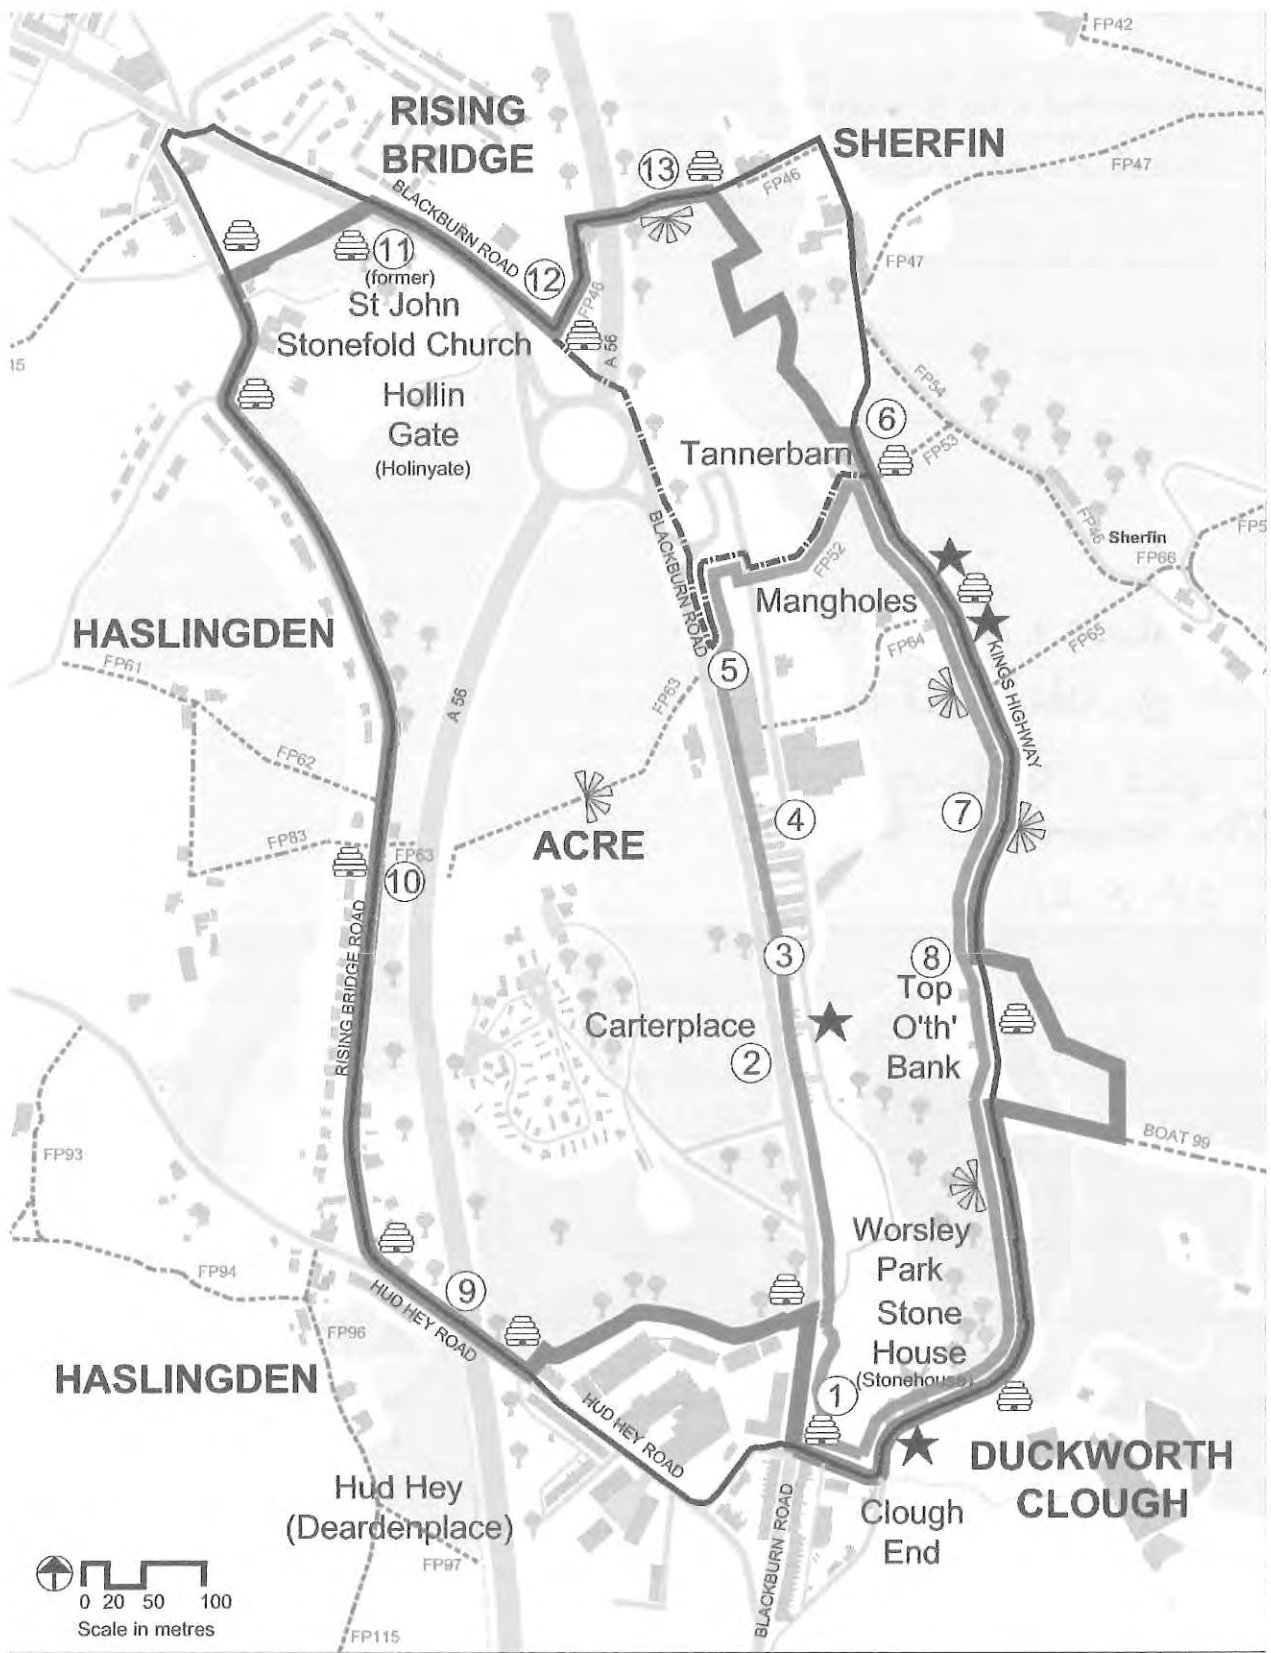 FP42
RISING
BRIDGE
SHERFIN
13
FP46
FP47
BLACKBURN ROAD
11
(former)
12
FP46
FP47
St John
Stonefold Church
A 56
15
Hollin
Gate
(Holinyate)
FP54
6
Tannerbarn
FP53
BLACKBURN ROAD
FP46
Sherfin
FP5
FP66
FP52
Mangholes
HASLINGDEN
FP61
FP64
FP65
KINGS HIGHWAY
5
FP63
A 56
FP62
4
7
ACRE
FP83
FP63
10
RISING BRIDGE ROAD
3
8
Top
O'th'
Bank
Carterplace
2
BOAT 99
FP93
Worsley
Park
FP94
9
HUD HEY ROAD
Stone
House
(Stonehouse)
FP96
HASLINGDEN
1
HUD HEY ROAD
DUCKWORTH
CLOUGH
Hud Hey
(Deardenplace)
BLACKBURN ROAD
Clough
End
FP97
0 20 50 100
Scale in metres
FP115